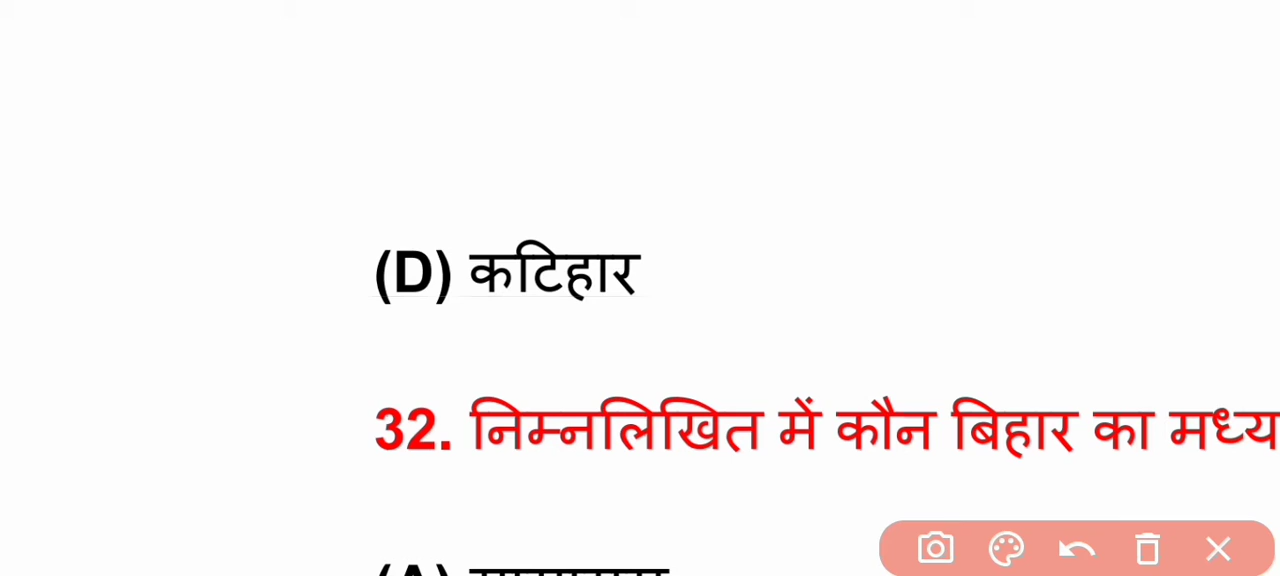 (D) कटिहार
32. निम्नलिखित में कौन बिहार का मध्य
(A)